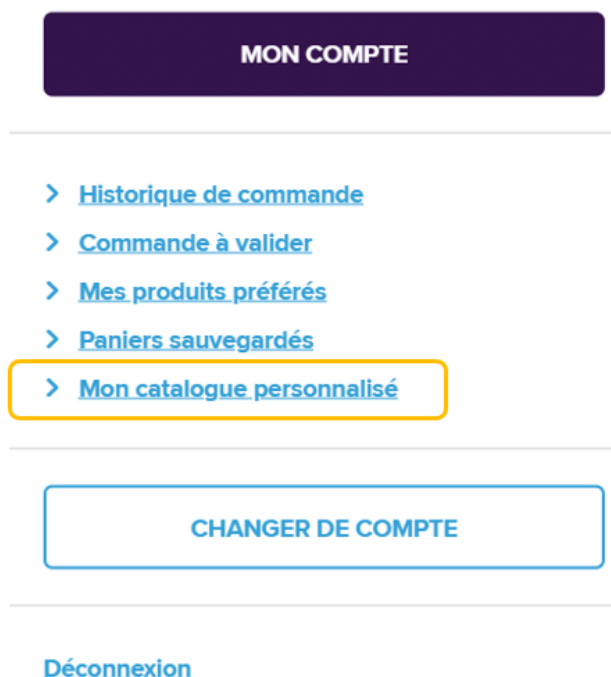 MON COMPTE
Historique de commande
Commande à valider
Mes produits préférés
Paniers sauvegardés
Mon catalogue personnalisé
CHANGER DE COMPTE
Déconnexion